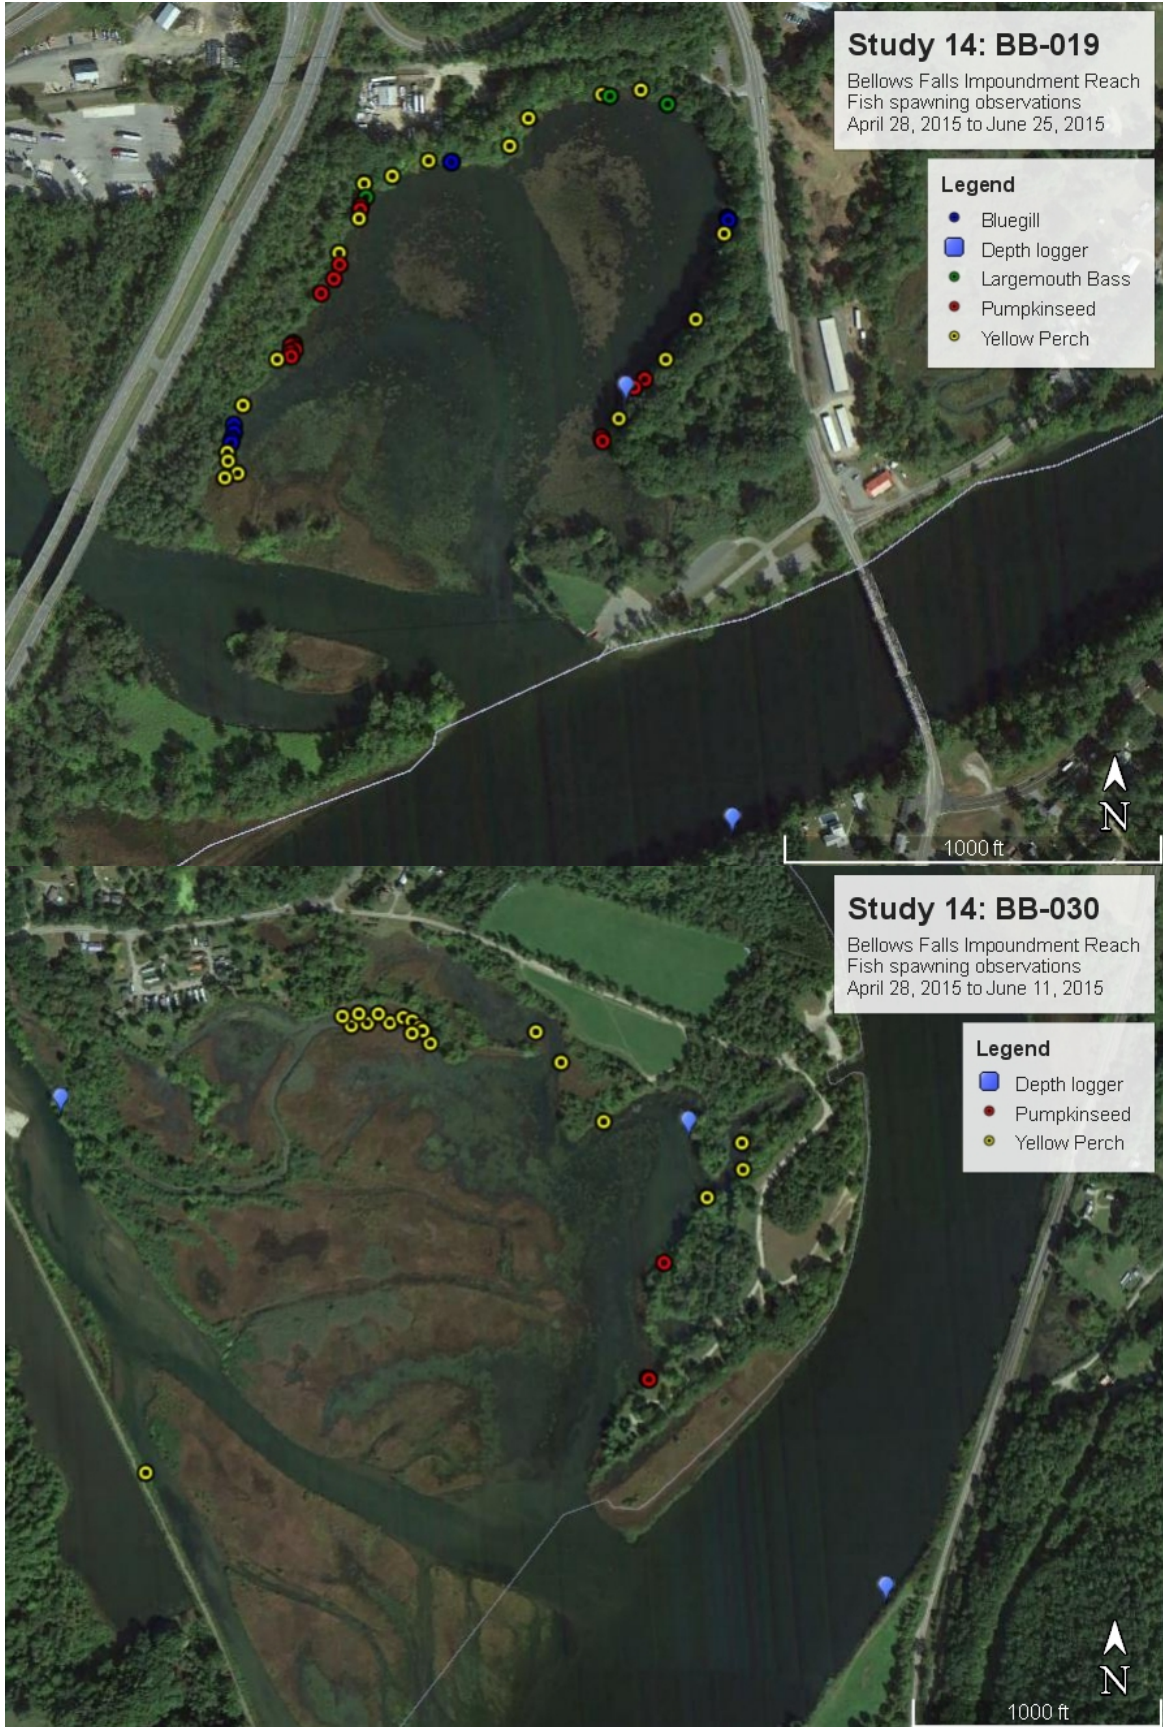 Study 14: BB-019
Bellows Falls Impoundment Reach
Fish spawning observations
April 28, 2015 to June 25, 2015
Legend
Bluegill
Depth logger
Largemouth Bass
Pumpkinseed
Yellow Perch
N
1000 ft
Study 14: BB-030
Bellows Falls Impoundment Reach
Fish spawning observations
April 28, 2015 to June 11, 2015
Legend
Depth logger
Pumpkinseed
Yellow Perch
N
1000 ft